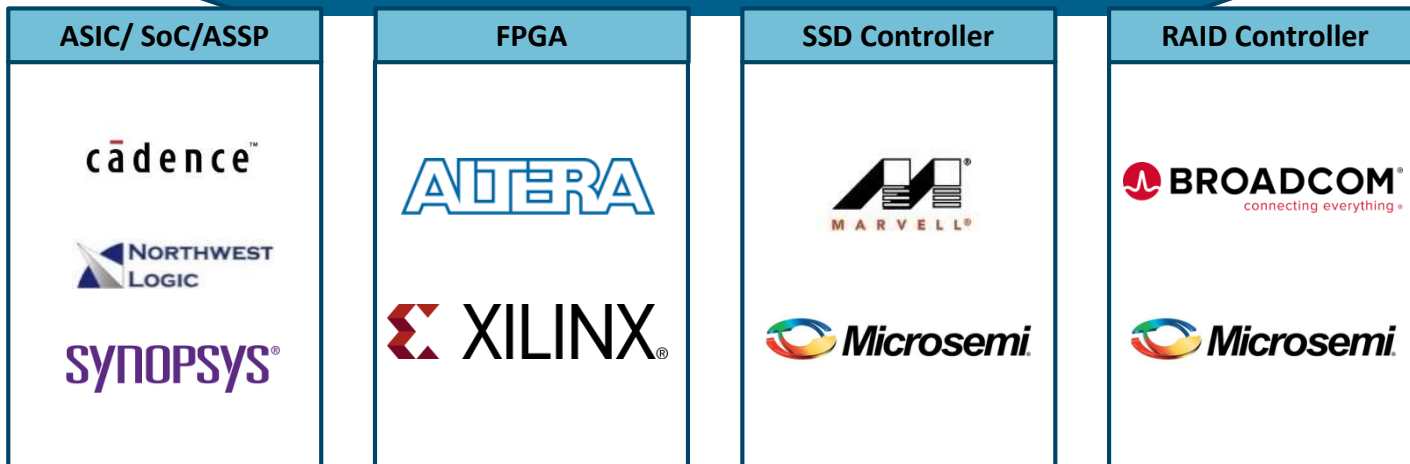 ASIC/ SoC/ASSP
cādence™
NORTHWEST
LOGIC
SYNOPSYS®
FPGA
ALTERA
XILINX®
SSD Controller
MARVELL®
Microsemi®
RAID Controller
BROADCOM®
connecting everything®
Microsemi®